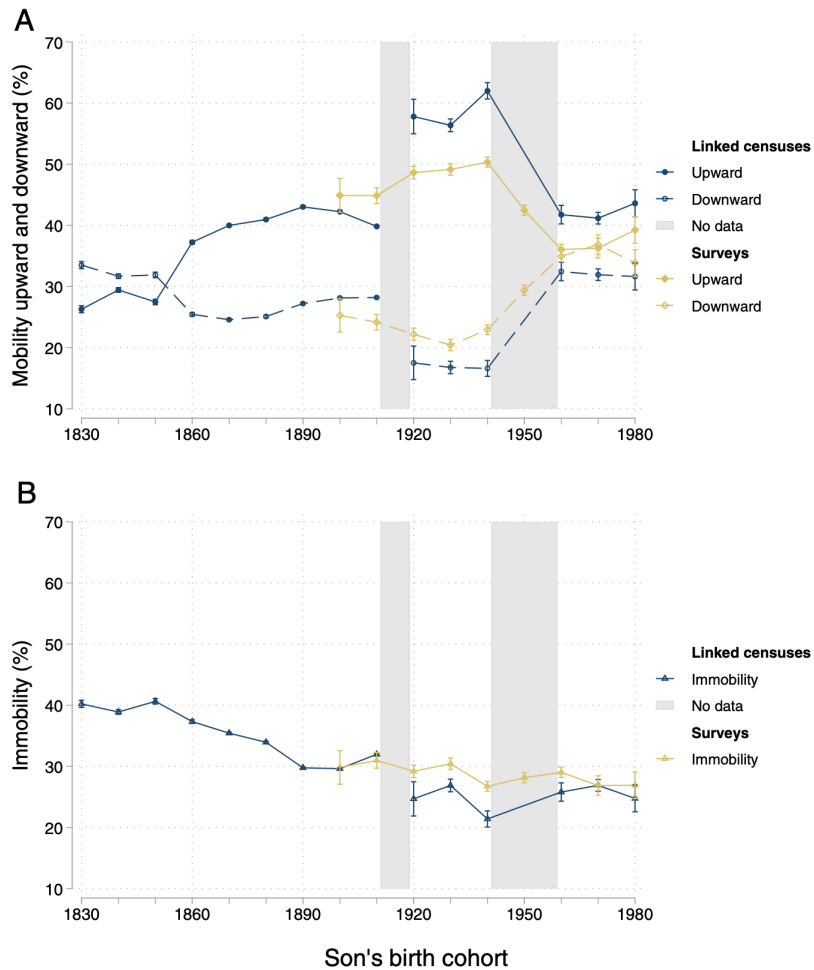 A
Mobility upward and downward (%)
70
60
50
40
30
20
10
1830
1860
1890
1920
1950
1980
Linked censuses
Upward
Downward
No data
Surveys
Upward
Downward
B
Immobility (%)
70
60
50
40
30
20
10
1830
1860
1890
1920
1950
1980
Linked censuses
Immobility
No data
Surveys
Immobility
Son's birth cohort